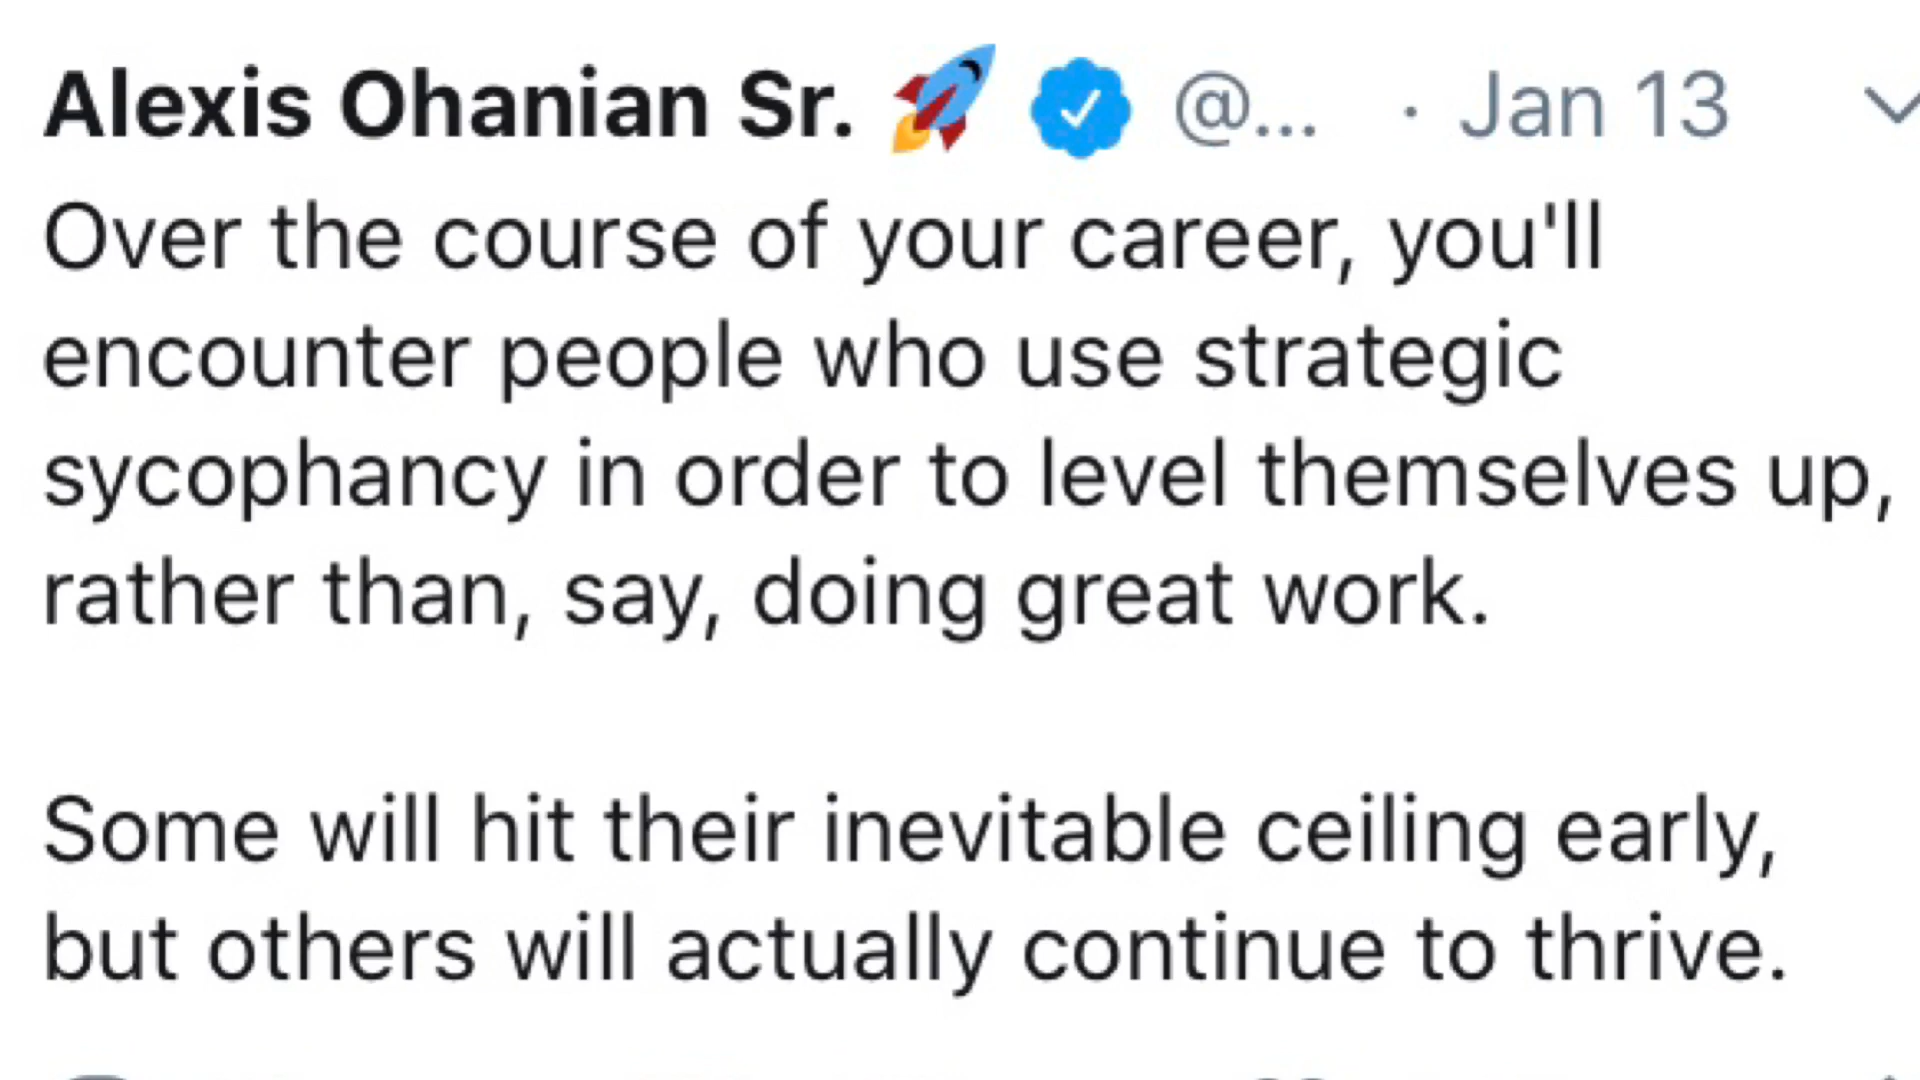 Alexis Ohanian Sr. 🚀 @... · Jan 13
Over the course of your career, you'll
encounter people who use strategic
sycophancy in order to level themselves up,
rather than, say, doing great work.
Some will hit their inevitable ceiling early,
but others will actually continue to thrive.